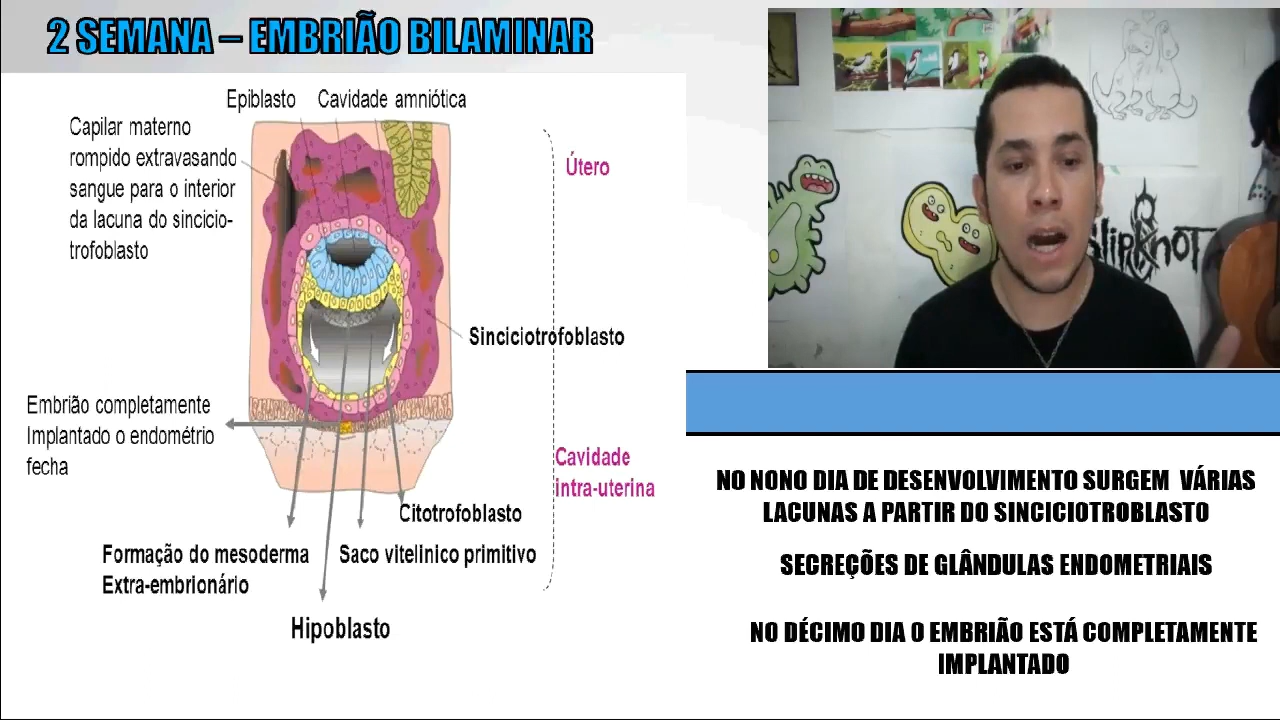 2 SEMANA – EMBRIÃO BILAMINAR
Epiblasto
Cavidade amniótica
Capilar materno
rompido extravasando
sangue para o interior
da lacuna do sincicio-
trofoblasto
Útero
Sinciciotrofoblasto
Embrião completamente
Implantado o endométrio
fecha
Cavidade
intra-uterina
Citotrofoblasto
Formação do mesoderma
Extra-embrionário
Saco vitelinico primitivo
Hipoblasto
slipknot
NO NONO DIA DE DESENVOLVIMENTO SURGEM VÁRIAS
LACUNAS A PARTIR DO SINCICIOTROBLASTO
SECREÇÕES DE GLÂNDULAS ENDOMETRIAIS
NO DÉCIMO DIA O EMBRIÃO ESTÁ COMPLETAMENTE
IMPLANTADO